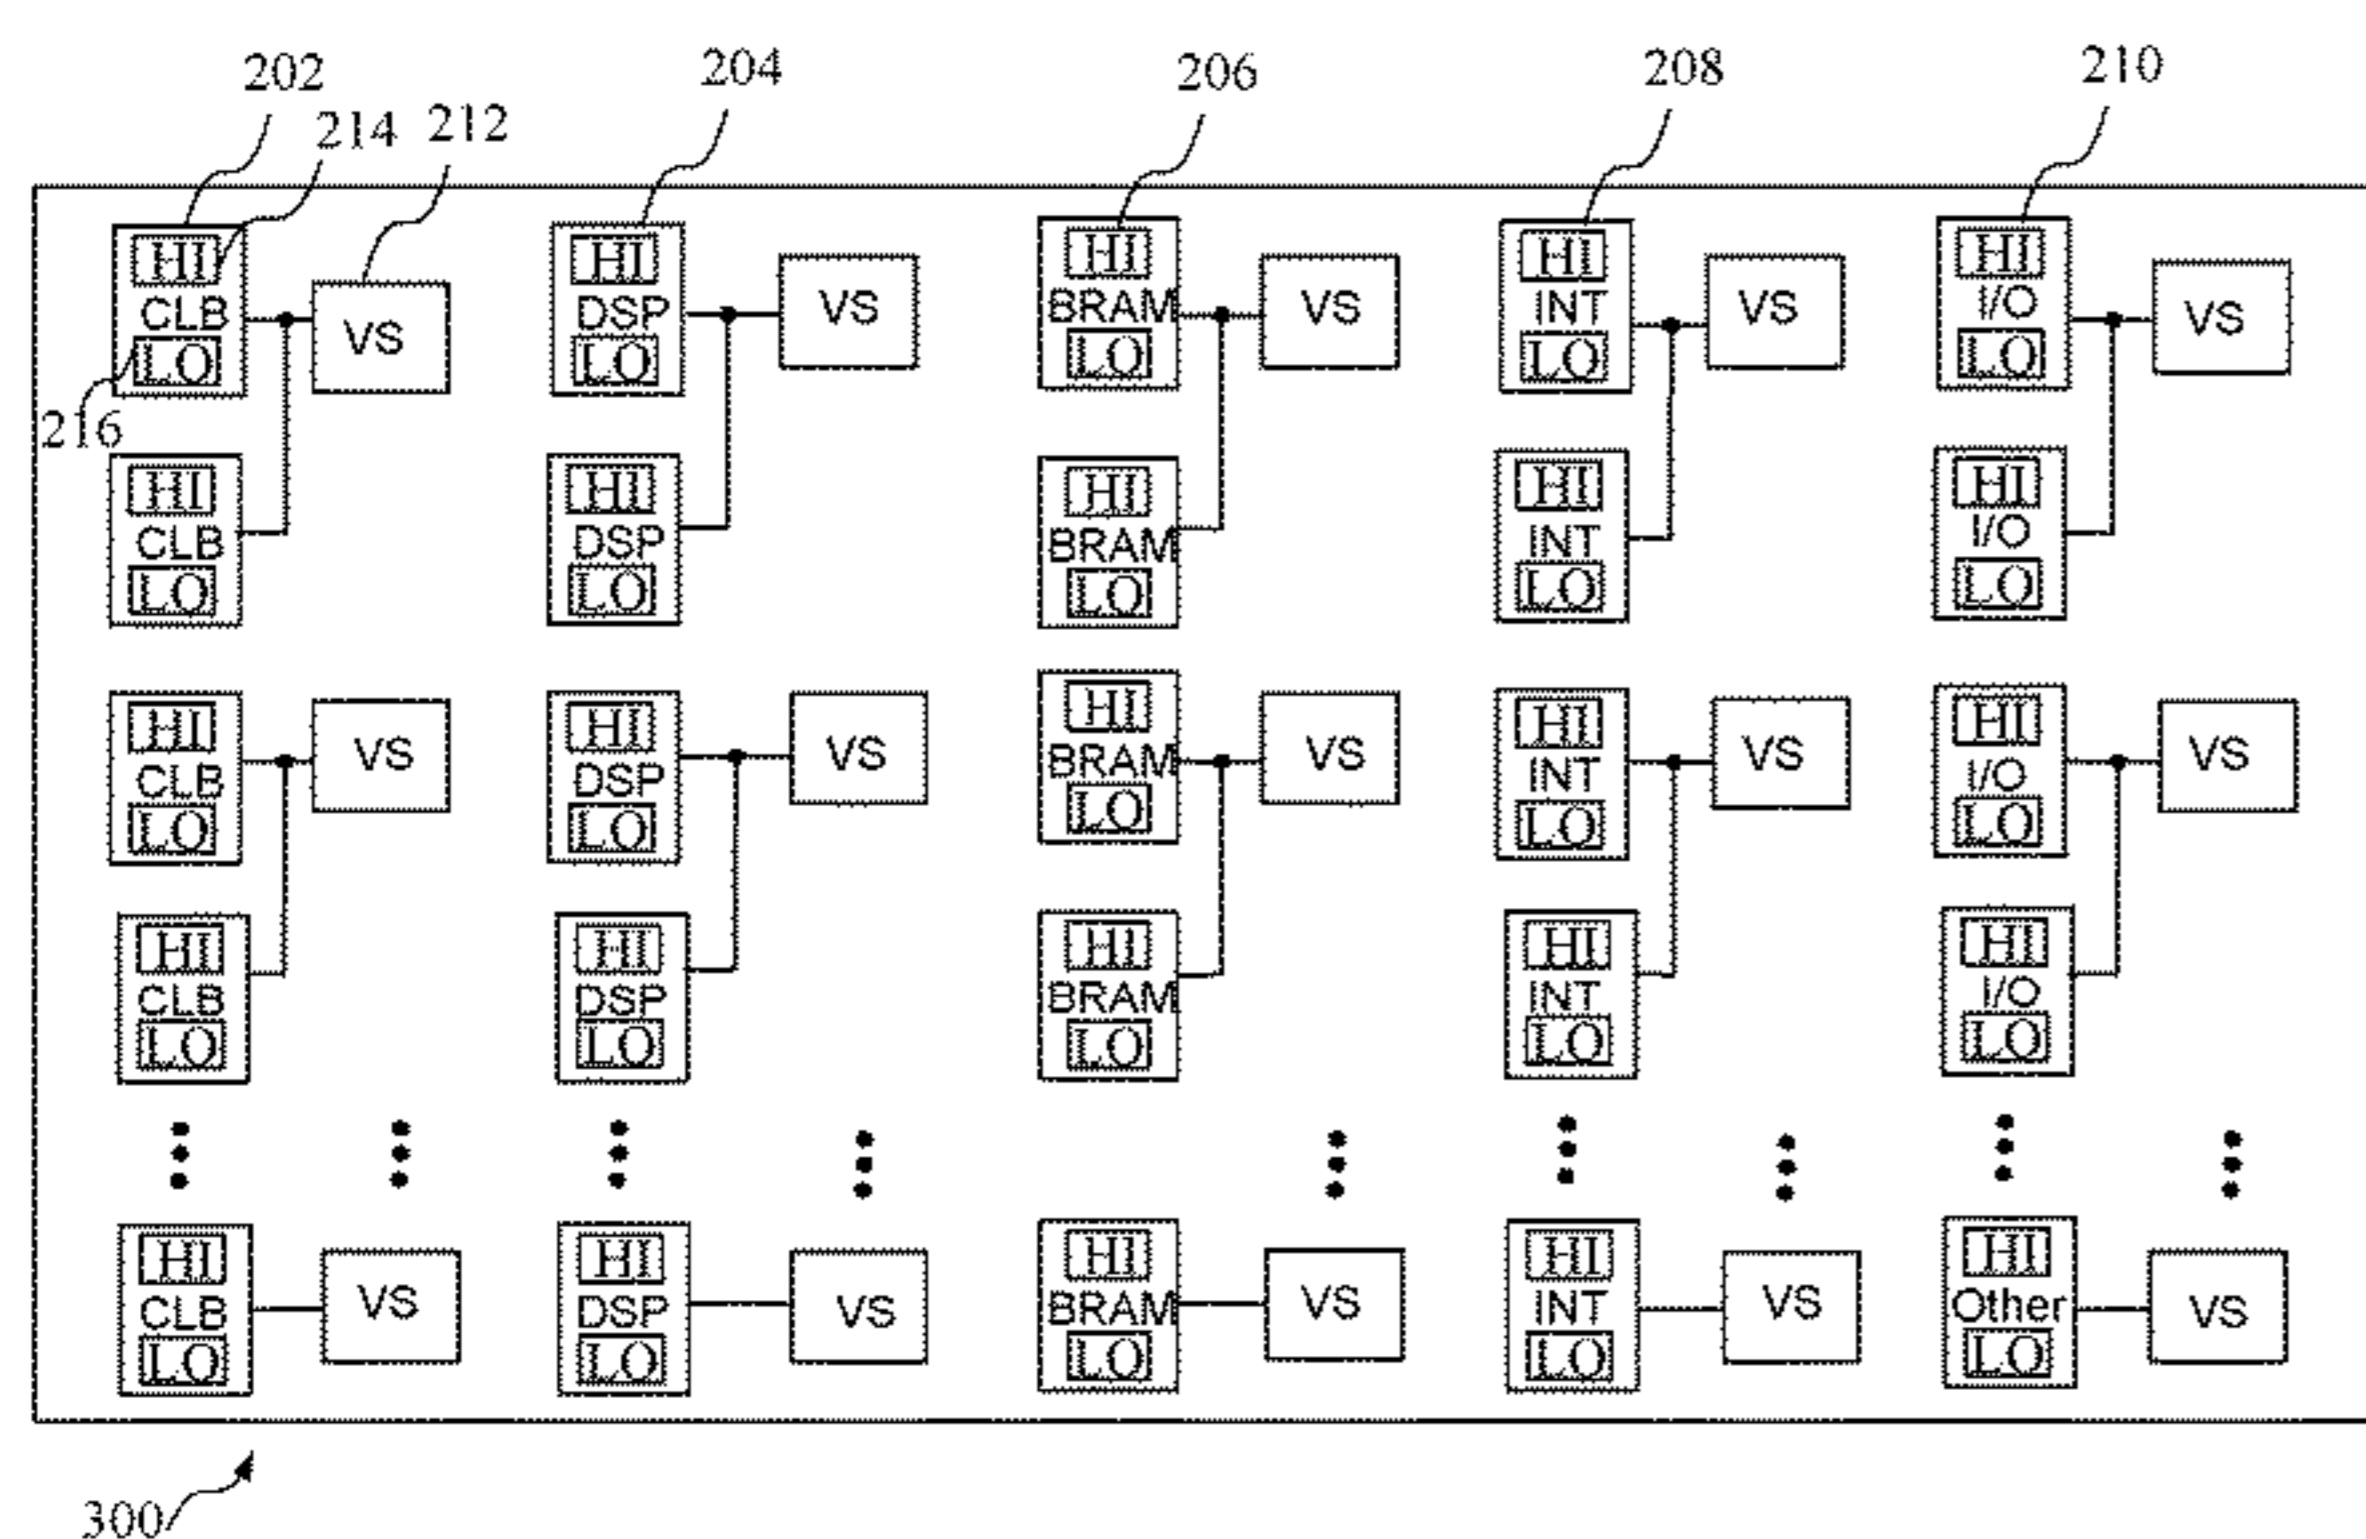 202 204 206 208 210
214 212
HI HI HI HI HI
CLB DSP BRAM INT I/O
VS VS VS VS VS
LO LO LO LO LO
216
HI HI HI HI HI
CLB DSP BRAM INT I/O
LO LO LO LO LO
HI HI HI HI HI
CLB VS DSP VS BRAM VS INT VS I/O VS
LO LO LO LO LO
HI HI HI HI HI
CLB DSP BRAM INT I/O
LO LO LO LO LO
HI HI HI HI HI
CLB VS DSP VS BRAM VS INT VS Other VS
LO LO LO LO LO
300